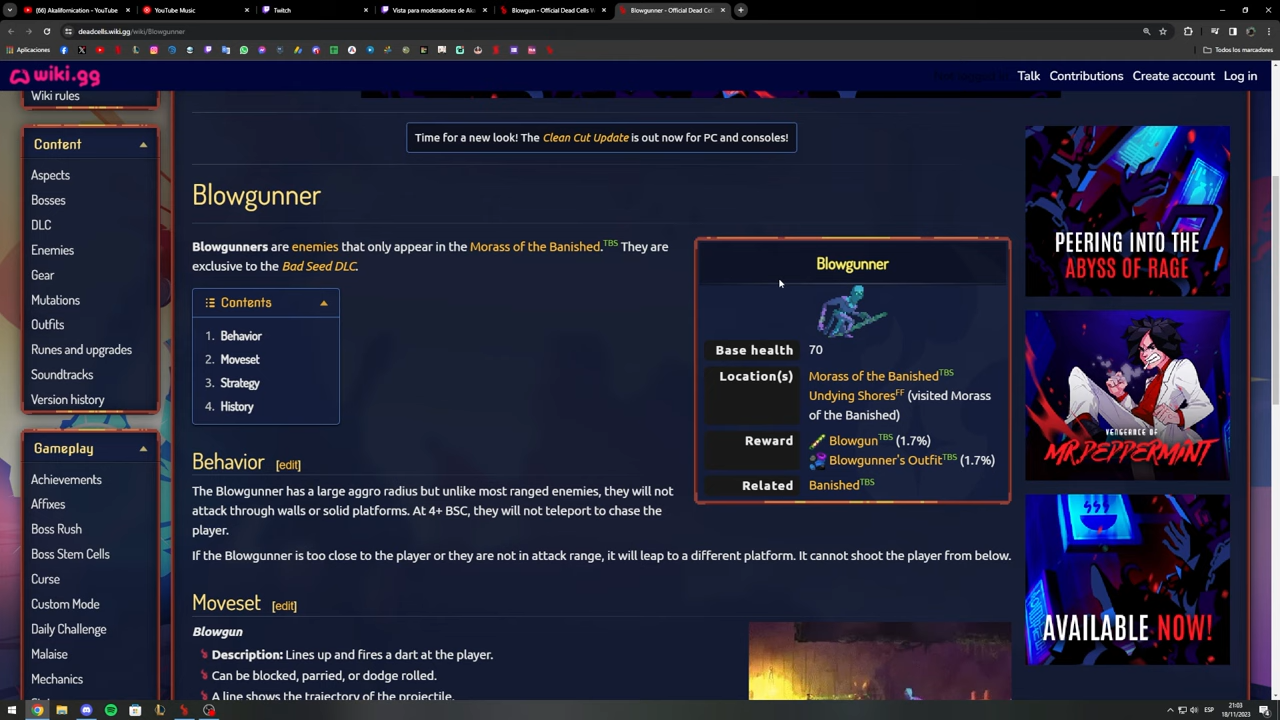 (66) Akalifornication - YouTube
YouTube Music
Twitch
Vista para moderadores de Ak
Blowgun - Official Dead Cells W
Blowgunner - Official Dead Cel
deadcells.wiki.gg/wiki/Blowgunner
Aplicaciones
Todos los marcadores
wiki.gg
Talk
Contributions
Create account
Log in
Wiki rules
Content
Aspects
Bosses
DLC
Enemies
Gear
Mutations
Outfits
Runes and upgrades
Soundtracks
Version history
Gameplay
Achievements
Affixes
Boss Rush
Boss Stem Cells
Curse
Custom Mode
Daily Challenge
Malaise
Mechanics
Time for a new look! The Clean Cut Update is out now for PC and consoles!
Blowgunner
Blowgunners are enemies that only appear in the Morass of the Banished.TBS They are
exclusive to the Bad Seed DLC.
Contents
1. Behavior
2. Moveset
3. Strategy
4. History
Blowgunner
Base health 70
Location(s) Morass of the BanishedTBS
Undying ShoresFF (visited Morass
of the Banished)
Reward BlowgunTBS (1.7%)
Blowgunner's OutfitTBS (1.7%)
Related BanishedTBS
Behavior [edit]
The Blowgunner has a large aggro radius but unlike most ranged enemies, they will not
attack through walls or solid platforms. At 4+ BSC, they will not teleport to chase the
player.
If the Blowgunner is too close to the player or they are not in attack range, it will leap to a different platform. It cannot shoot the player from below.
Moveset [edit]
Blowgun
Description: Lines up and fires a dart at the player.
Can be blocked, parried, or dodge rolled.
A line shows the trajectory of the projectile.
PEERING INTO THE
ABYSS OF RAGE
VENGEANCE OF
MR. PEPPERMINT
AVAILABLE NOW!
ESP
21:03
18/11/2023